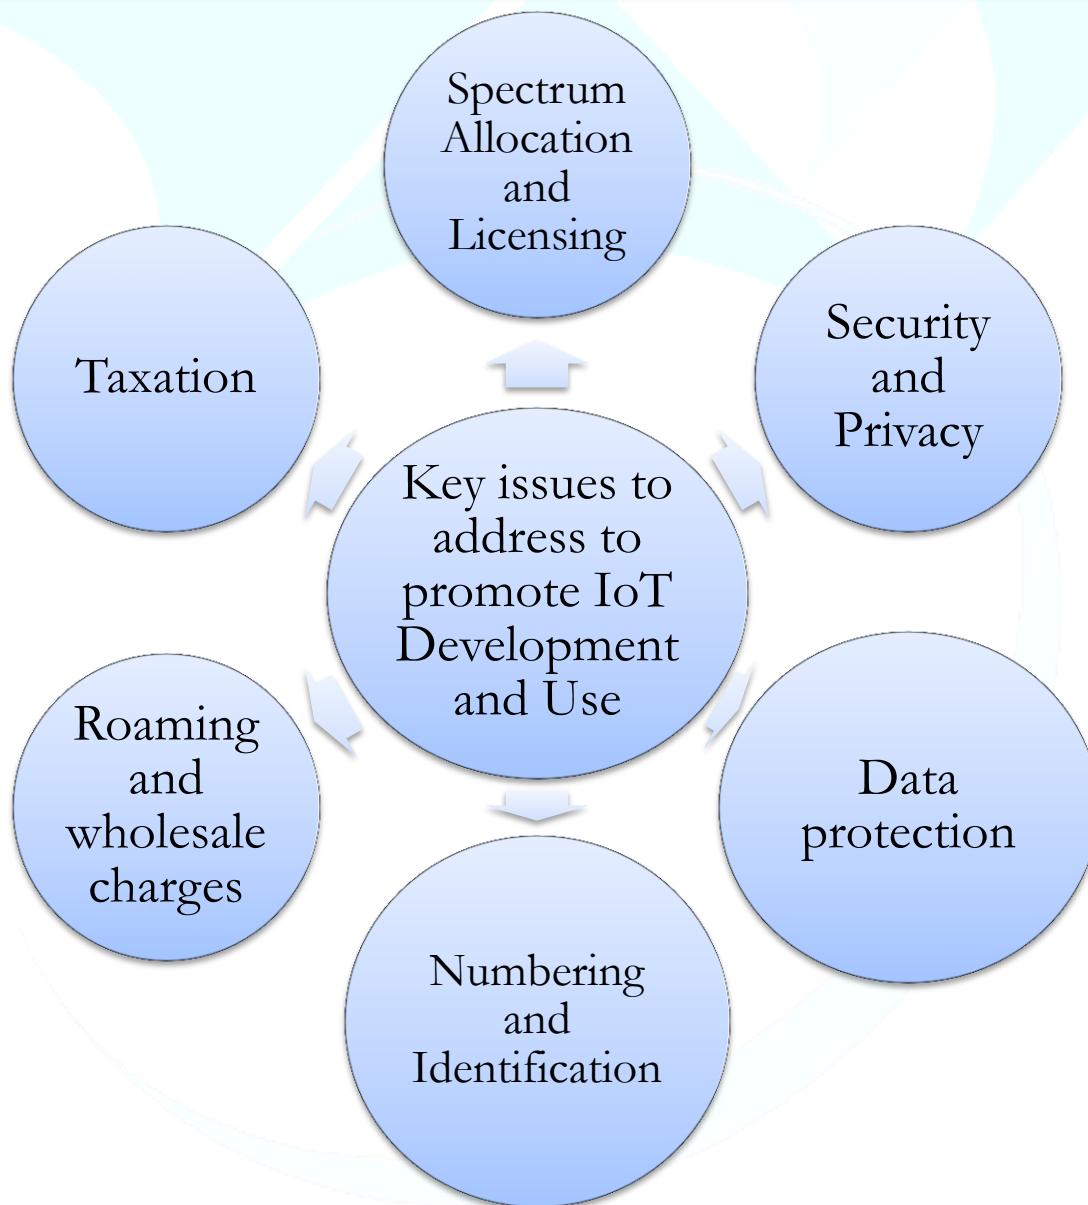 Spectrum
Allocation
and
Licensing
Security
and
Privacy
Taxation
Key issues to
address to
promote IoT
Development
and Use
Data
protection
Roaming
and
wholesale
charges
Numbering
and
Identification